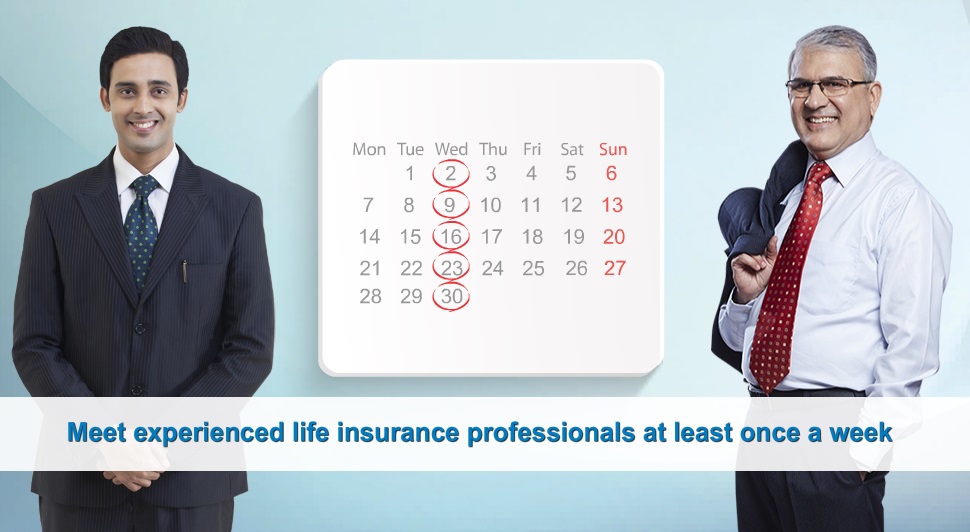 Mon Tue Wed Thu Fri Sat Sun
1 2 3 4 5 6
7 8 9 10 11 12 13
14 15 16 17 18 19 20
21 22 23 24 25 26 27
28 29 30
Meet experienced life insurance professionals at least once a week